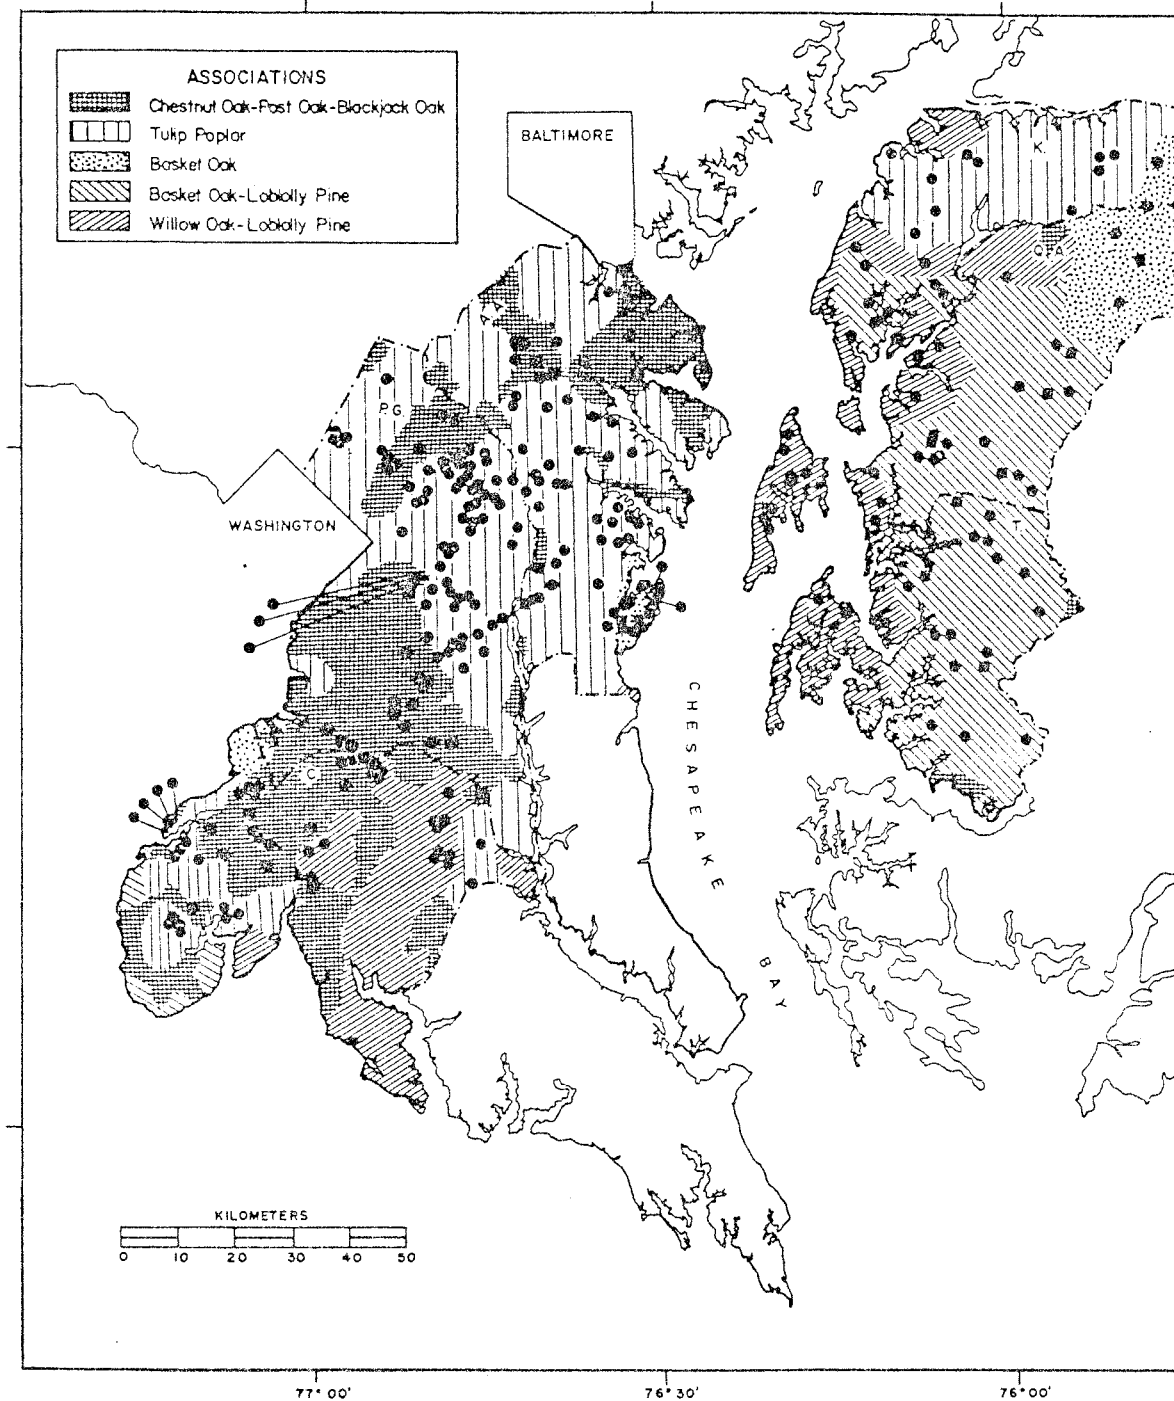 ASSOCIATIONS
Chestnut Oak-Post Oak-Blackjack Oak
Tulip Poplar
Basket Oak
Basket Oak-Loblolly Pine
Willow Oak-Loblolly Pine
BALTIMORE
K.
Q.A.
A.A.
P.G.
WASHINGTON
T.
C
CHESAPEAKE
BAY
KILOMETERS
0 10 20 30 40 50
77° 00' 76° 30' 76° 00'